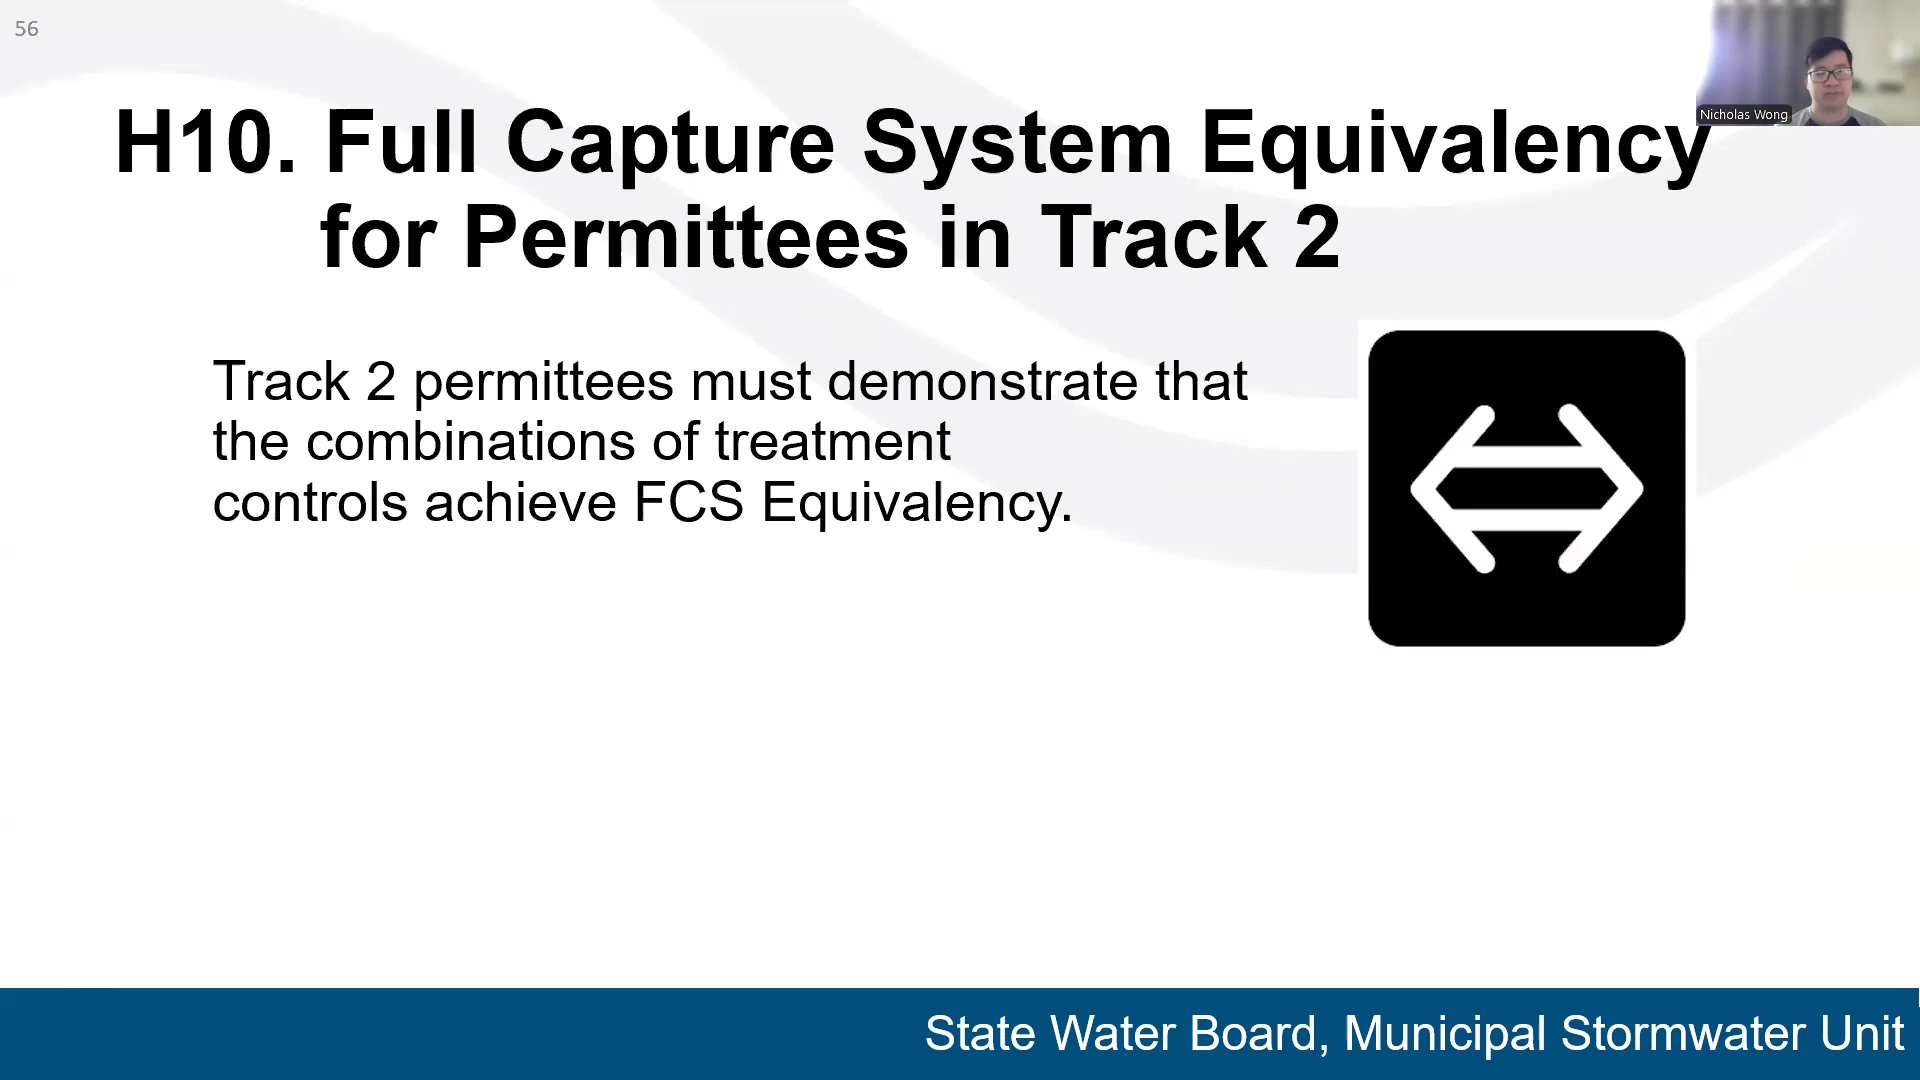 56
Nicholas Wong
H10. Full Capture System Equivalency
for Permittees in Track 2
Track 2 permittees must demonstrate that
the combinations of treatment
controls achieve FCS Equivalency.
State Water Board, Municipal Stormwater Unit